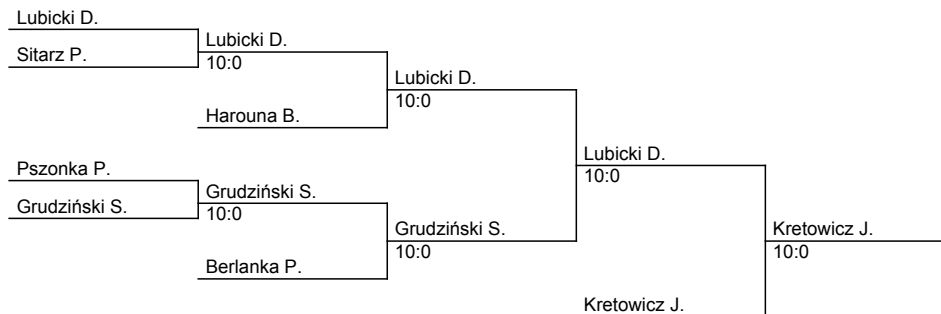 Lubicki D.
Sitarz P.
Lubicki D.
10:0
Harouna B.
Lubicki D.
10:0
Pszonka P.
Grudziński S.
Grudziński S.
10:0
Berlanka P.
Grudziński S.
10:0
Lubicki D.
10:0
Kretowicz J.
Kretowicz J.
10:0